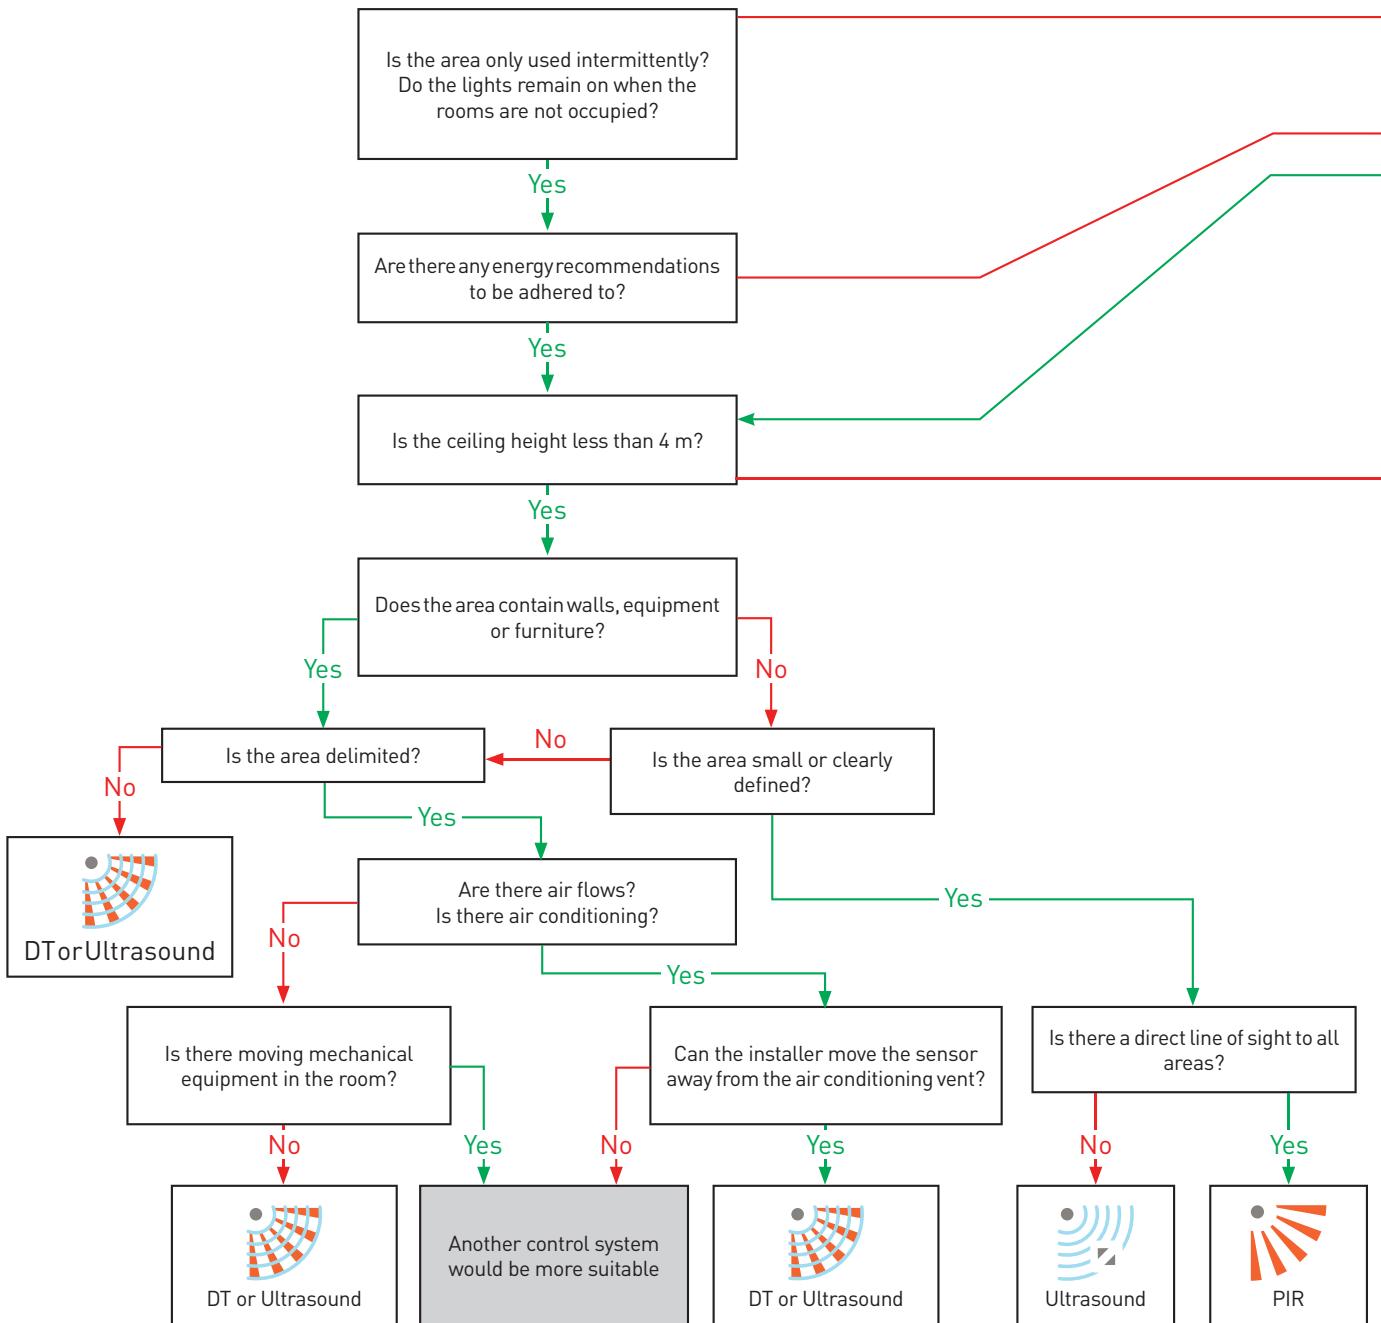 Is the area only used intermittently?
Do the lights remain on when the
rooms are not occupied?
Yes
Are there any energy recommendations
to be adhered to?
Yes
Is the ceiling height less than 4 m?
Yes
Does the area contain walls, equipment
or furniture?
Yes
No
Is the area delimited?
No
Is the area small or clearly
defined?
No
Yes
DT or Ultrasound
Are there air flows?
Is there air conditioning?
Yes
No
Yes
Is there moving mechanical
equipment in the room?
Can the installer move the sensor
away from the air conditioning vent?
Is there a direct line of sight to all
areas?
No
Yes
No
Yes
No
Yes
DT or Ultrasound
Another control system
would be more suitable
DT or Ultrasound
Ultrasound
PIR